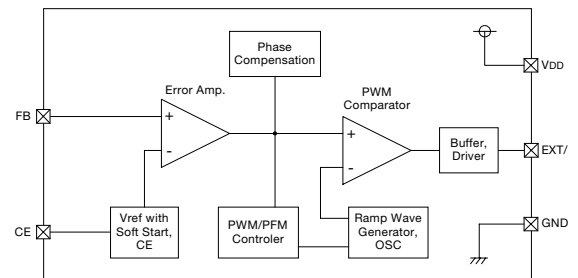 Phase
Compensation
Error Amp.
PWM
Comparator
VDD
FB
+
-
+
-
Buffer,
Driver
EXT/
Vref with
Soft Start,
CE
PWM/PFM
Controler
Ramp Wave
Generator,
OSC
CE
GND